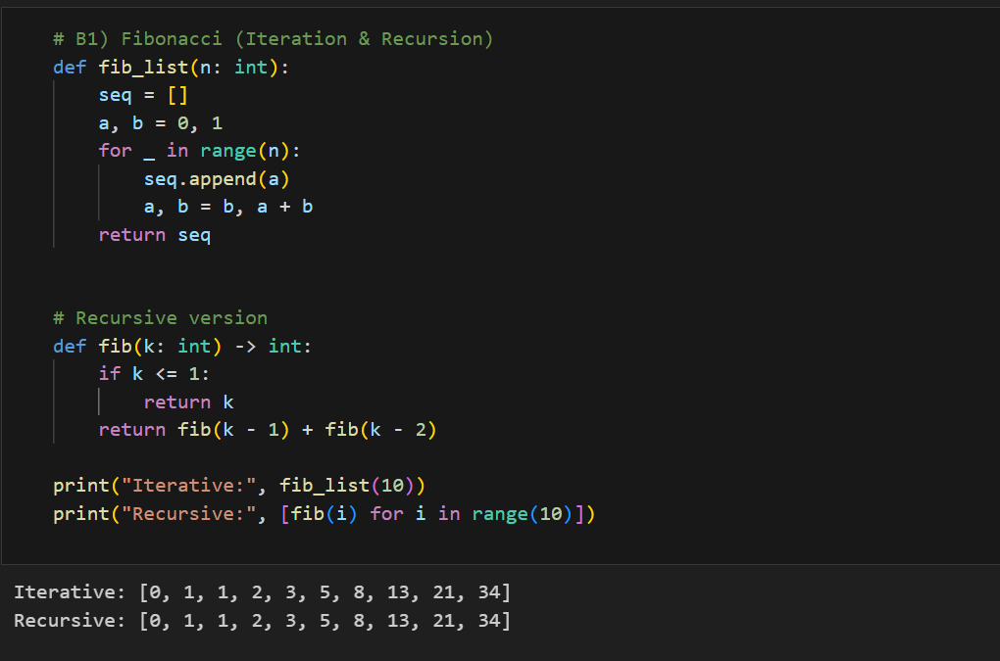 # B1) Fibonacci (Iteration & Recursion)
def fib_list(n: int):
    seq = []
    a, b = 0, 1
    for _ in range(n):
        seq.append(a)
        a, b = b, a + b
    return seq
# Recursive version
def fib(k: int) -> int:
    if k <= 1:
        return k
    return fib(k - 1) + fib(k - 2)
print("Iterative:", fib_list(10))
print("Recursive:", [fib(i) for i in range(10)])
Iterative: [0, 1, 1, 2, 3, 5, 8, 13, 21, 34]
Recursive: [0, 1, 1, 2, 3, 5, 8, 13, 21, 34]